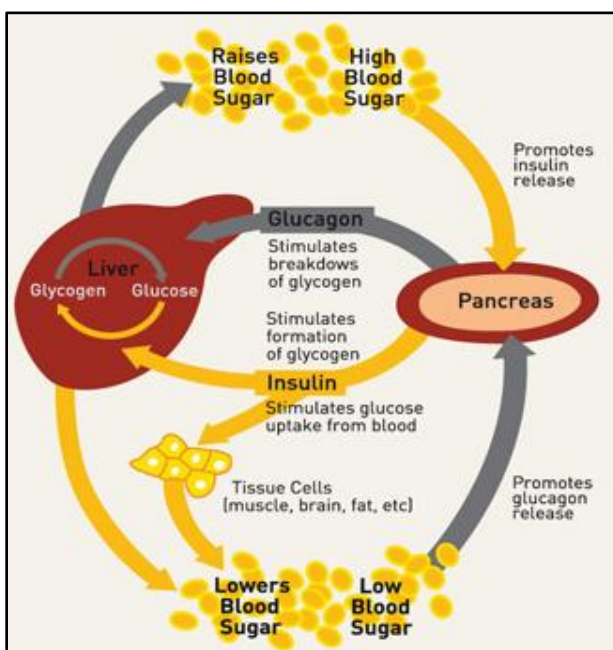 Raises
Blood
Sugar
High
Blood
Sugar
Promotes
insulin
release
Glucagon
Stimulates
breakdows
of glycogen
Liver
Glycogen
Glucose
Pancreas
Stimulates
formation
of glycogen
Insulin
Stimulates glucose
uptake from blood
Tissue Cells
(muscle, brain, fat, etc)
Promotes
glucagon
release
Lowers
Blood
Sugar
Low
Blood
Sugar